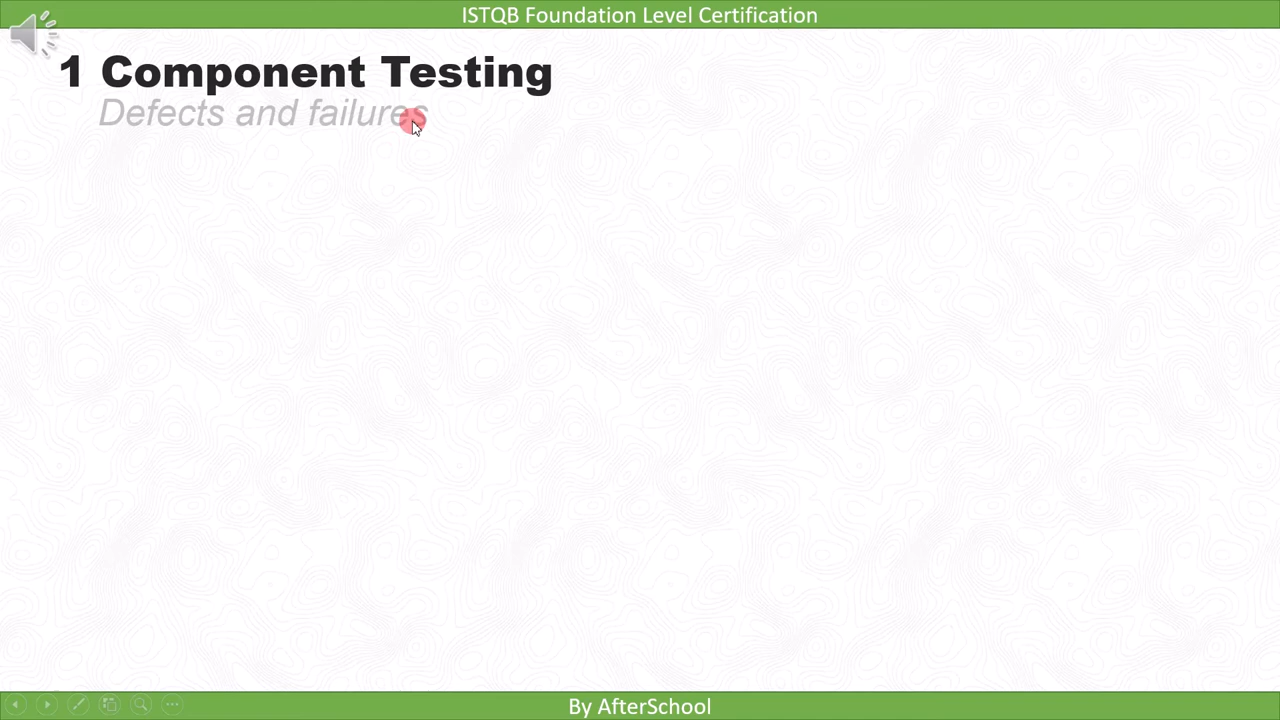 ISTQB Foundation Level Certification
1 Component Testing
Defects and failures
By AfterSchool